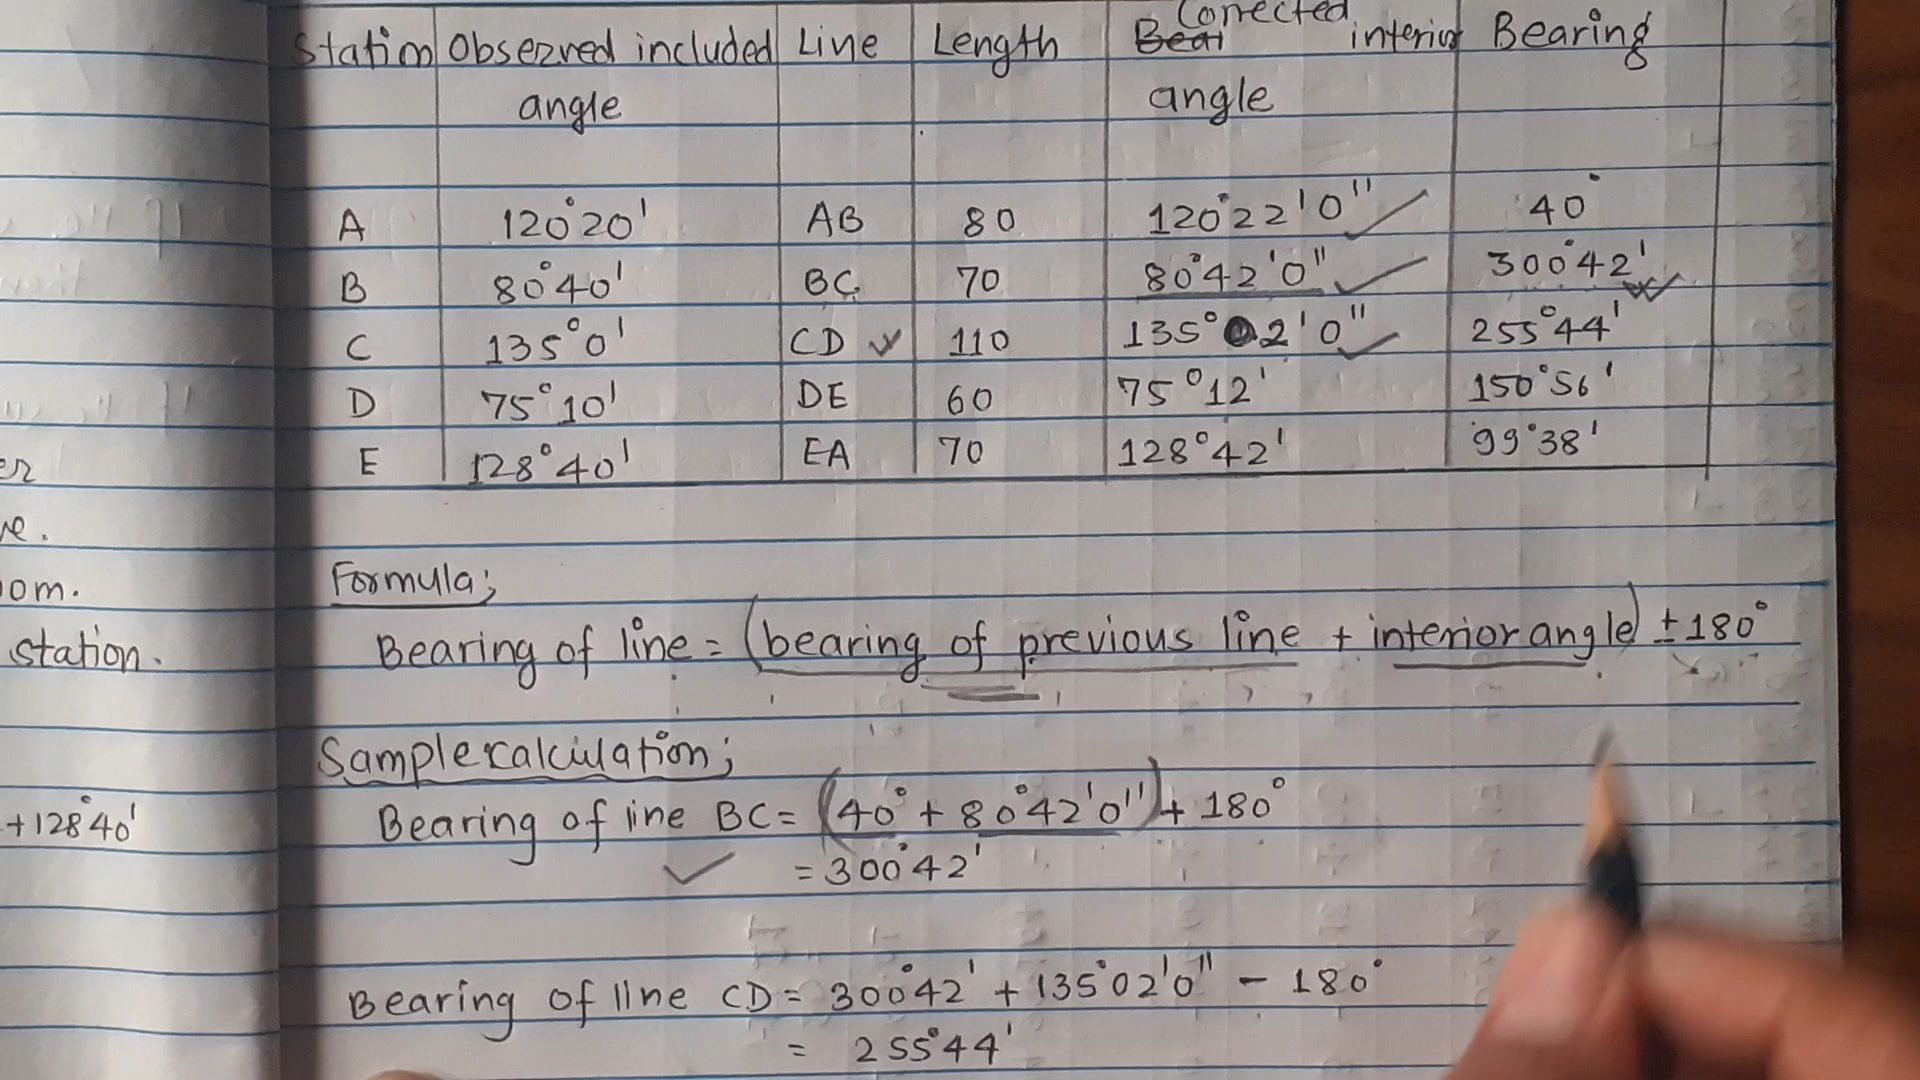 Station Observed included angle Line Length Corrected interior angle Bearing
A 120°20' AB 80 120°22'0" 40°
B 80°40' BC 70 80°42'0" 300°42'
C 135°0' CD 110 135°02'0" 255°44'
D 75°10' DE 60 75°12' 150°56'
E 128°40' EA 70 128°42' 99°38'
Formula;
Bearing of line = (bearing of previous line + interior angle) ± 180°
Sample calculation;
Bearing of line BC = (40° + 80°42'0") + 180°
= 300°42'
Bearing of line CD = 300°42' + 135°02'0" - 180°
= 255°44'
om.
station.
+128°40'